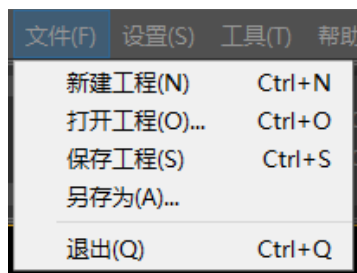 文件(F) 设置(S) 工具(T) 帮助
新建工程(N) Ctrl+N
打开工程(O)... Ctrl+O
保存工程(S) Ctrl+S
另存为(A)...
退出(Q) Ctrl+Q